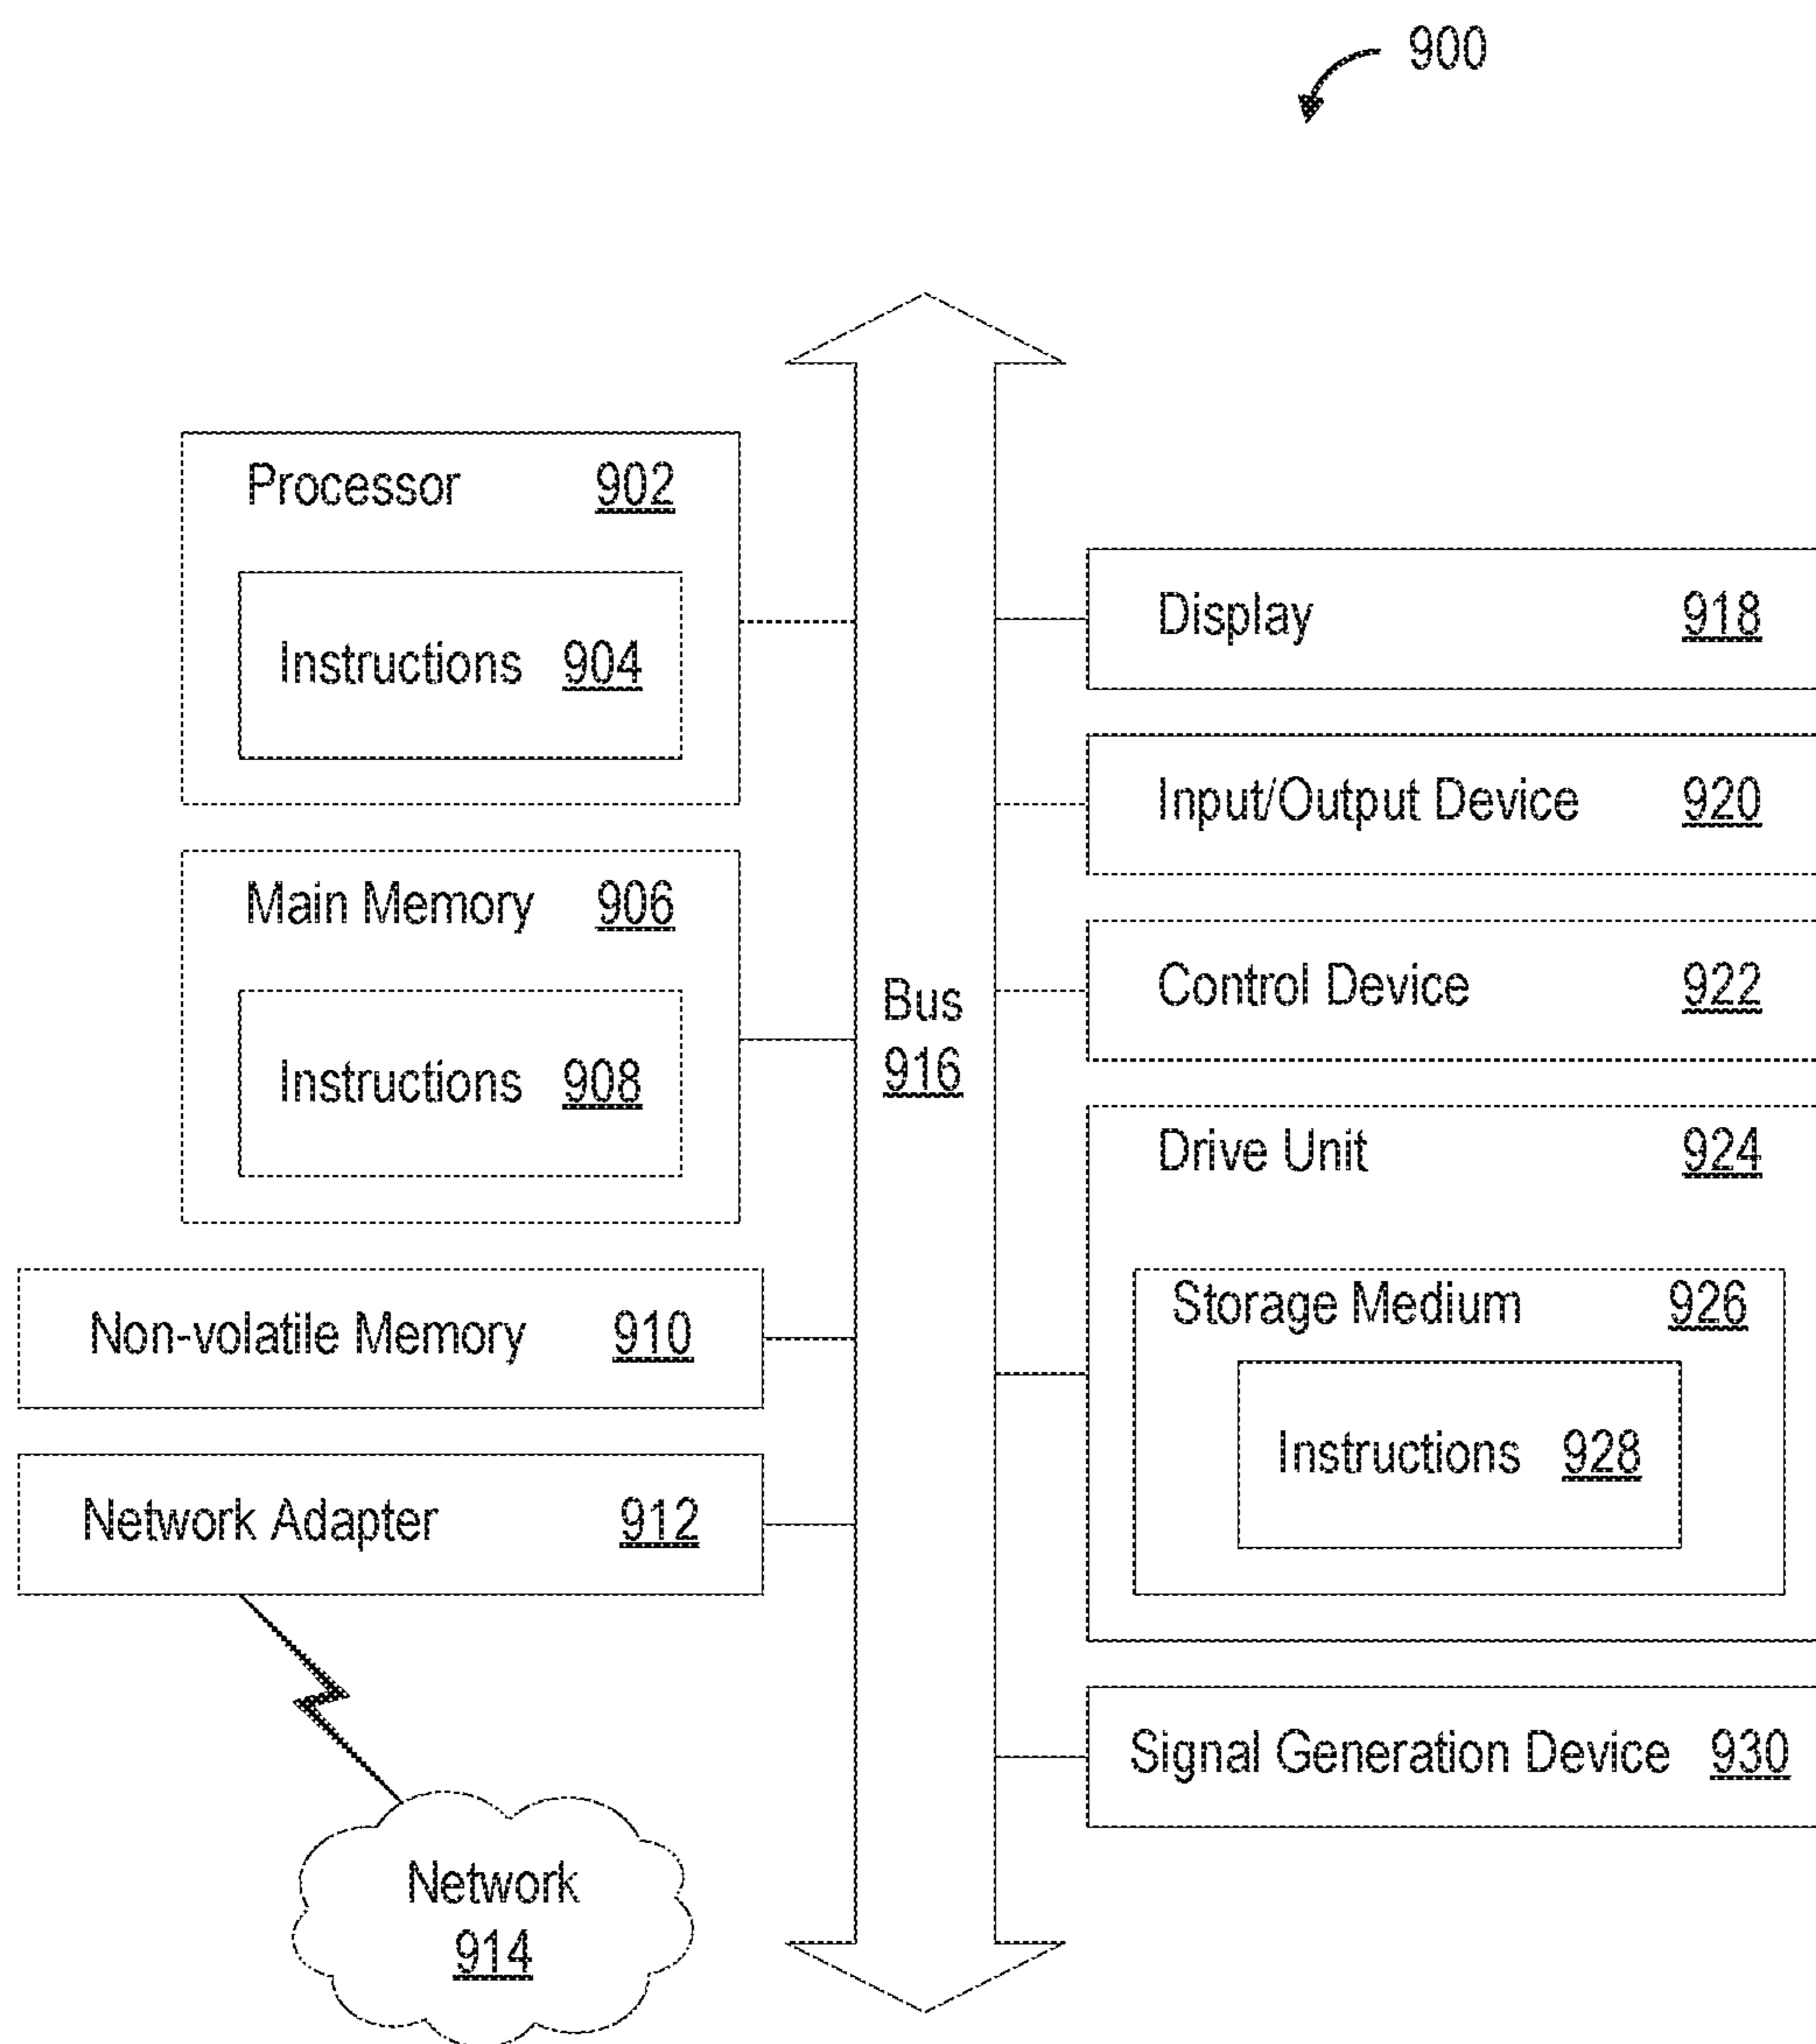 900
Processor 902
Instructions 904
Main Memory 906
Instructions 908
Non-volatile Memory 910
Network Adapter 912
Network
914
Bus
916
Display 918
Input/Output Device 920
Control Device 922
Drive Unit 924
Storage Medium 926
Instructions 928
Signal Generation Device 930